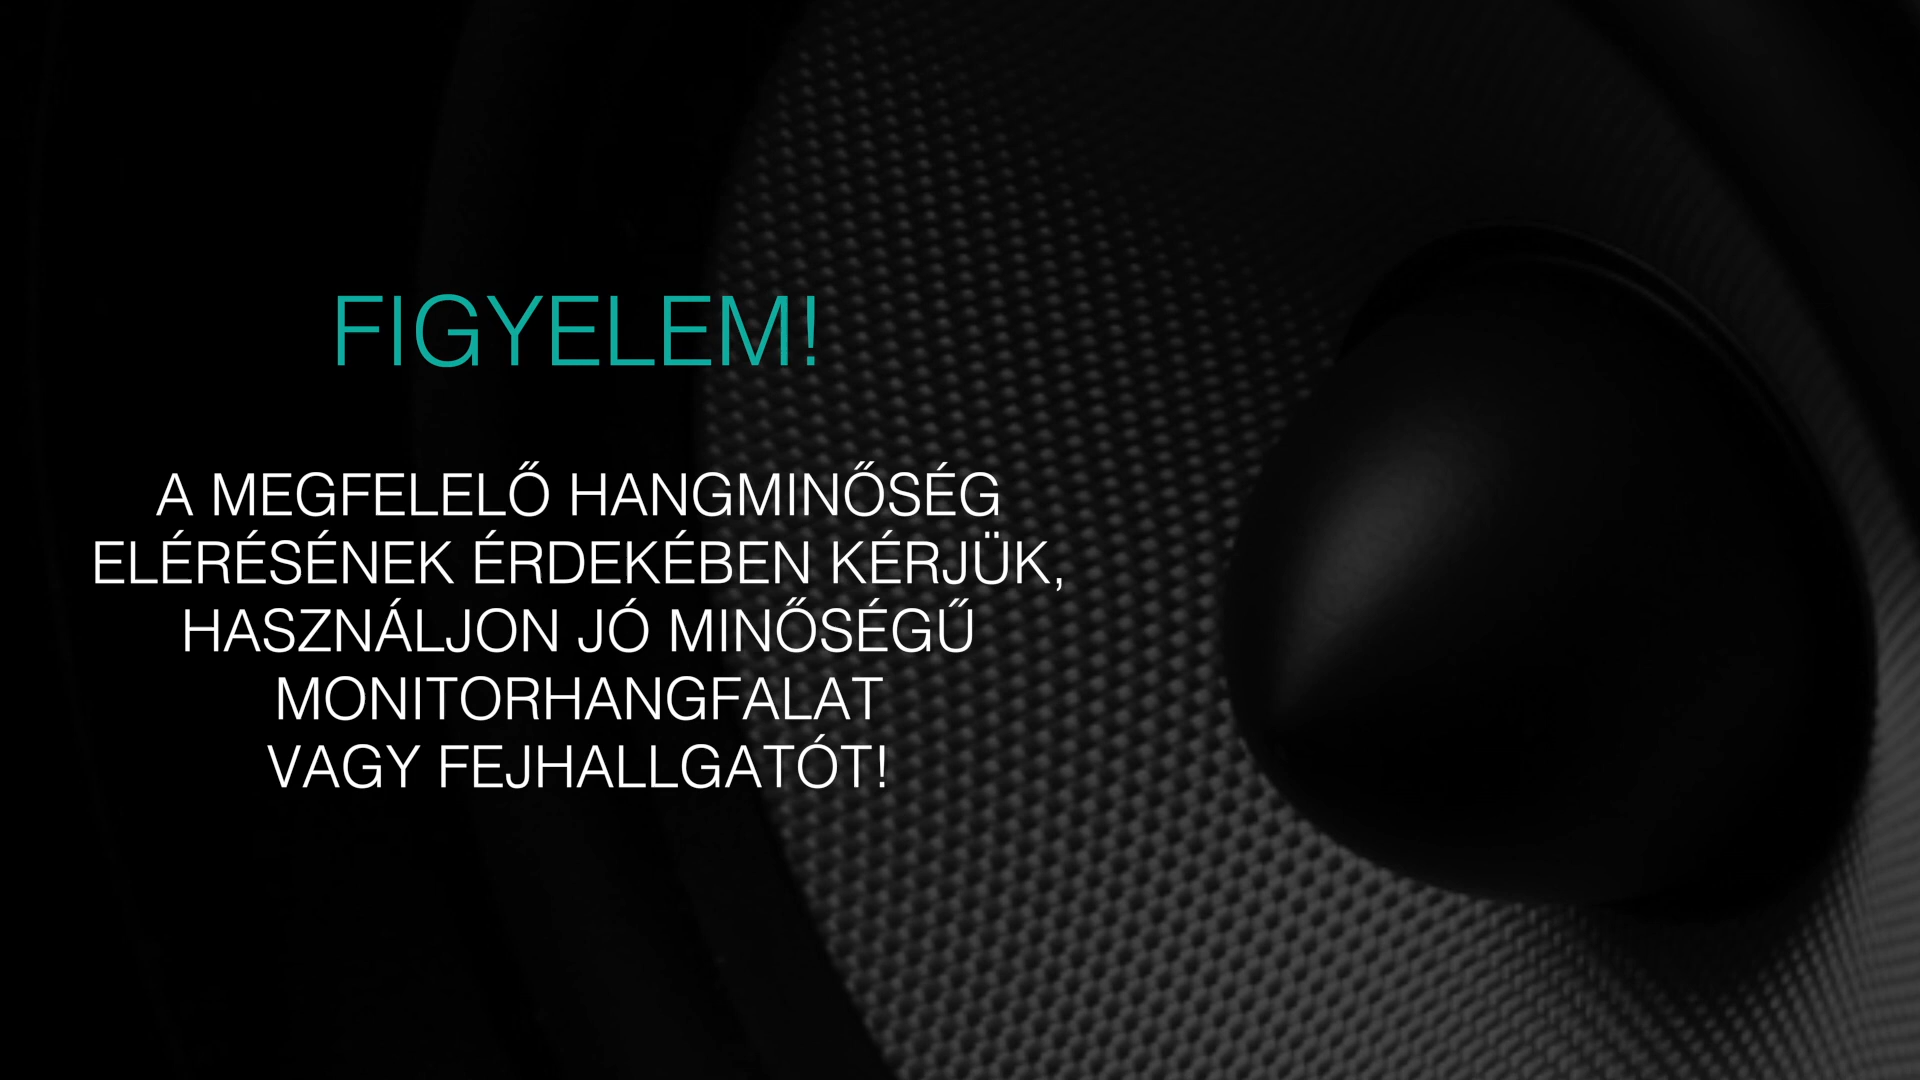 FIGYELEM!
A MEGFELELŐ HANGMINŐSÉG
ELÉRÉSÉNEK ÉRDEKÉBEN KÉRJÜK,
HASZNÁLJON JÓ MINŐSÉGŰ
MONITORHANGFALAT
VAGY FEJHALLGATÓT!